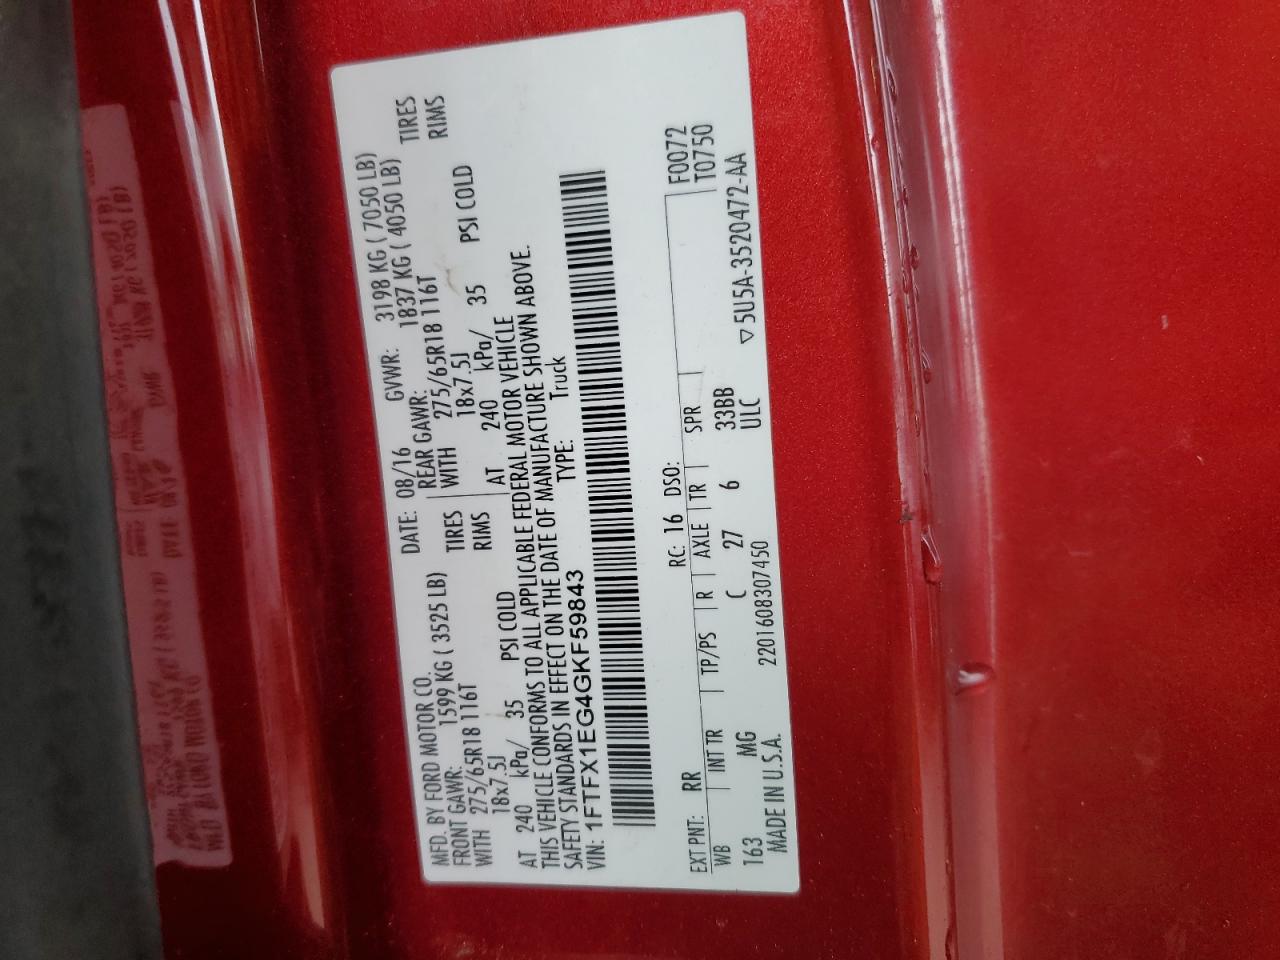 MFD. BY FORD MOTOR CO. DATE: 08/16 GVWR: 3198 KG ( 7050 LB)
FRONT GAWR: 1599 KG ( 3525 LB) REAR GAWR: 1837 KG ( 4050 LB)
WITH 275/65R18 116T TIRES WITH 275/65R18 116T TIRES
18x7.5J RIMS 18x7.5J RIMS
AT 240 kPa/ 35 PSI COLD AT 240 kPa/ 35 PSI COLD
THIS VEHICLE CONFORMS TO ALL APPLICABLE FEDERAL MOTOR VEHICLE
SAFETY STANDARDS IN EFFECT ON THE DATE OF MANUFACTURE SHOWN ABOVE.
VIN: 1FTFX1EG4GKF59843 TYPE: Truck
EXT PNT: RR RC: 16 DSO: F0072
WB INT TR TP/PS R AXLE TR SPR T0750
163 MG C 27 6 33BB
MADE IN U.S.A. 2201608307450 ULC ▽5U5A-3520472-AA